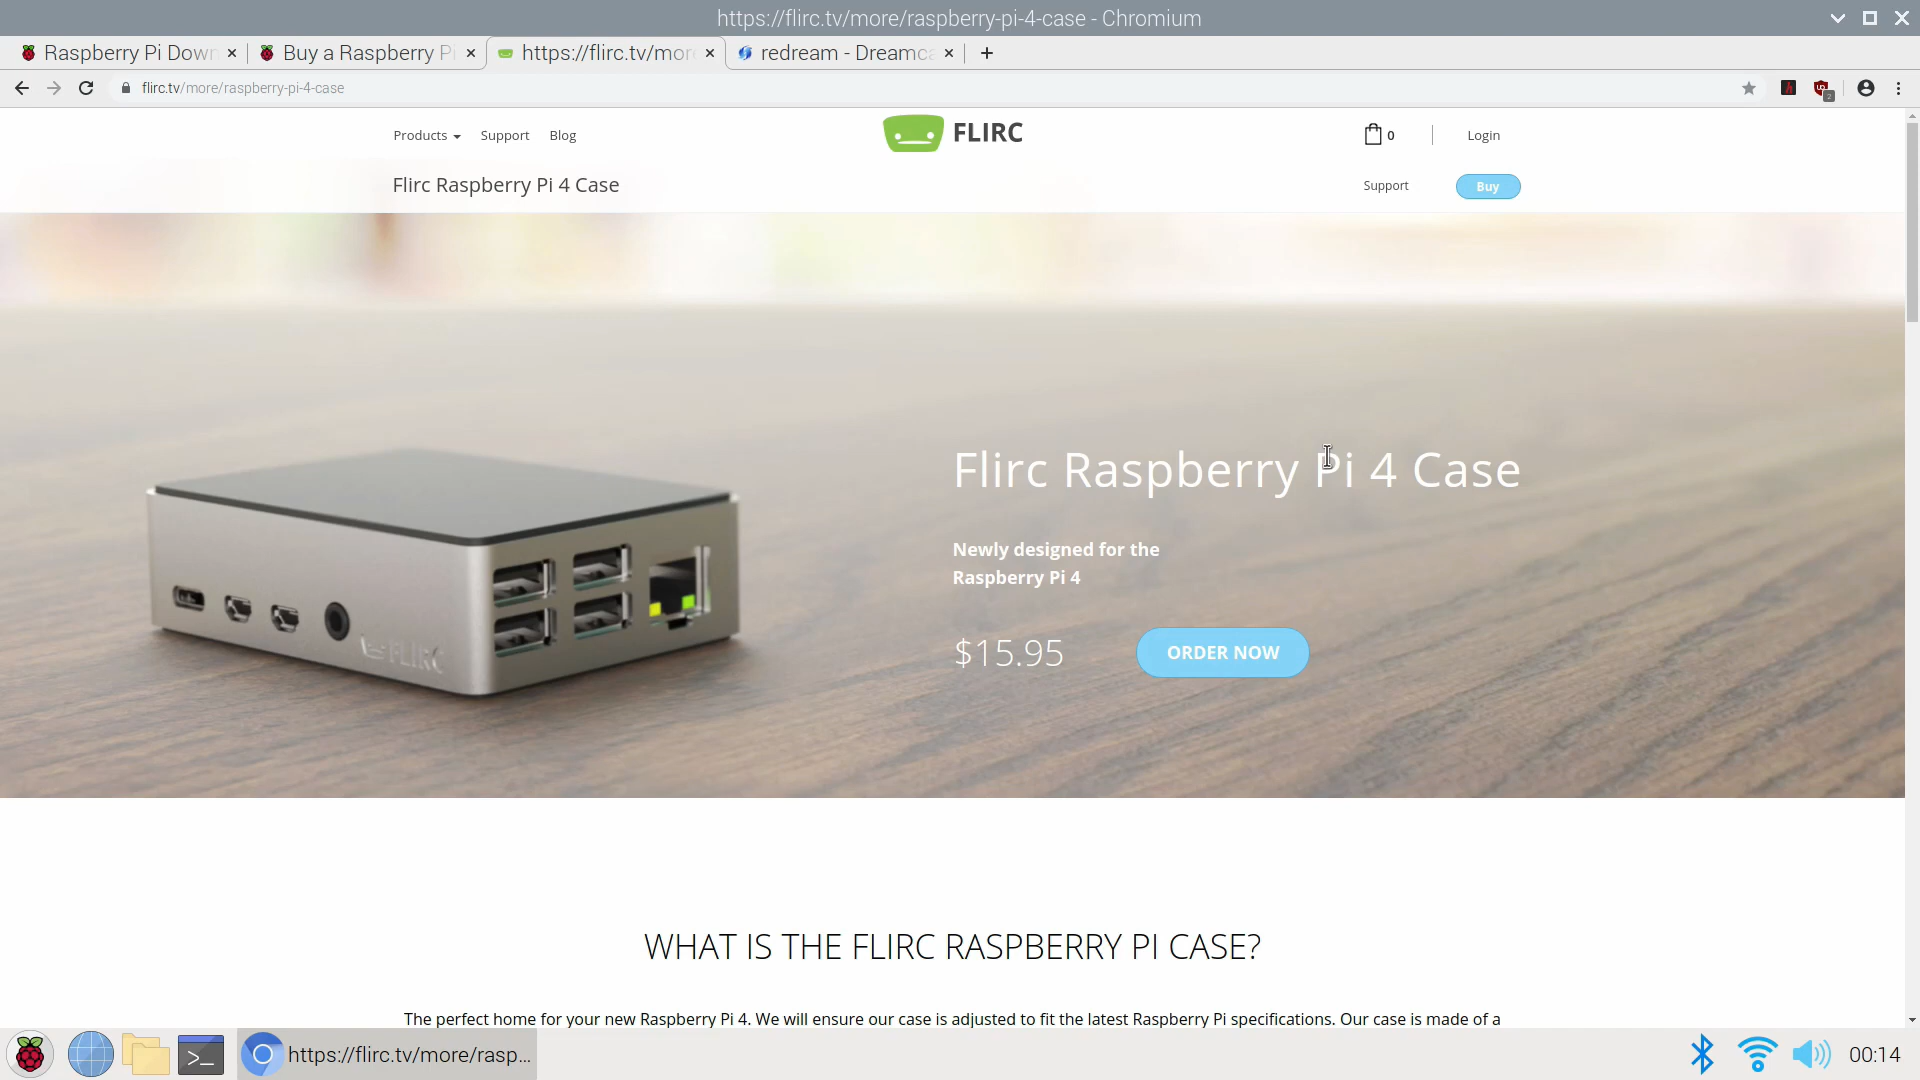 https://flirc.tv/more/raspberry-pi-4-case - Chromium
Raspberry Pi Down
Buy a Raspberry Pi
https://flirc.tv/more
redream - Dreamca
flirc.tv/more/raspberry-pi-4-case
2
Products
Support
Blog
FLIRC
0
Login
Flirc Raspberry Pi 4 Case
Support
Buy
Flirc Raspberry Pi 4 Case
Newly designed for the
Raspberry Pi 4
$15.95
ORDER NOW
FLIRC
WHAT IS THE FLIRC RASPBERRY PI CASE?
The perfect home for your new Raspberry Pi 4. We will ensure our case is adjusted to fit the latest Raspberry Pi specifications. Our case is made of a
https://flirc.tv/more/rasp...
00:14